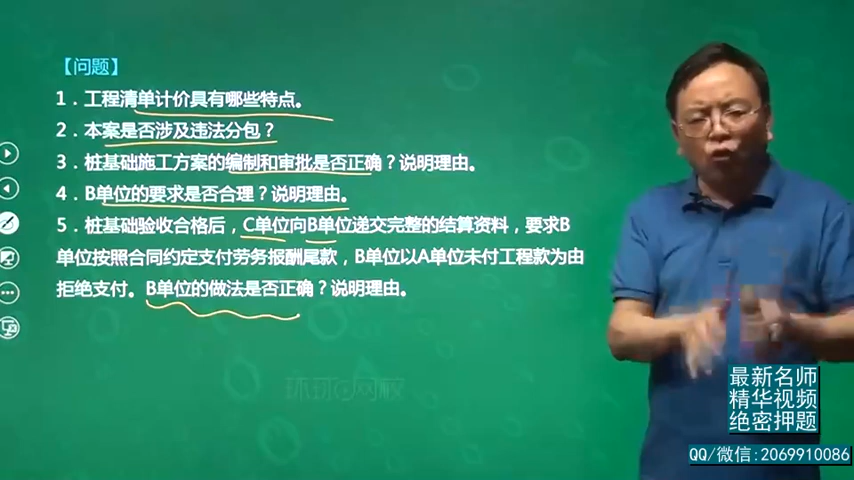 【问题】
1．工程清单计价具有哪些特点。
2．本案是否涉及违法分包？
3．桩基础施工方案的编制和审批是否正确？说明理由。
4．B单位的要求是否合理？说明理由。
5．桩基础验收合格后，C单位向B单位递交完整的结算资料，要求B
单位按照合同约定支付劳务报酬尾款，B单位以A单位未付工程款为由
拒绝支付。B单位的做法是否正确？说明理由。
环球网校
最新名师
精华视频
绝密押题
QQ/微信:2069910086